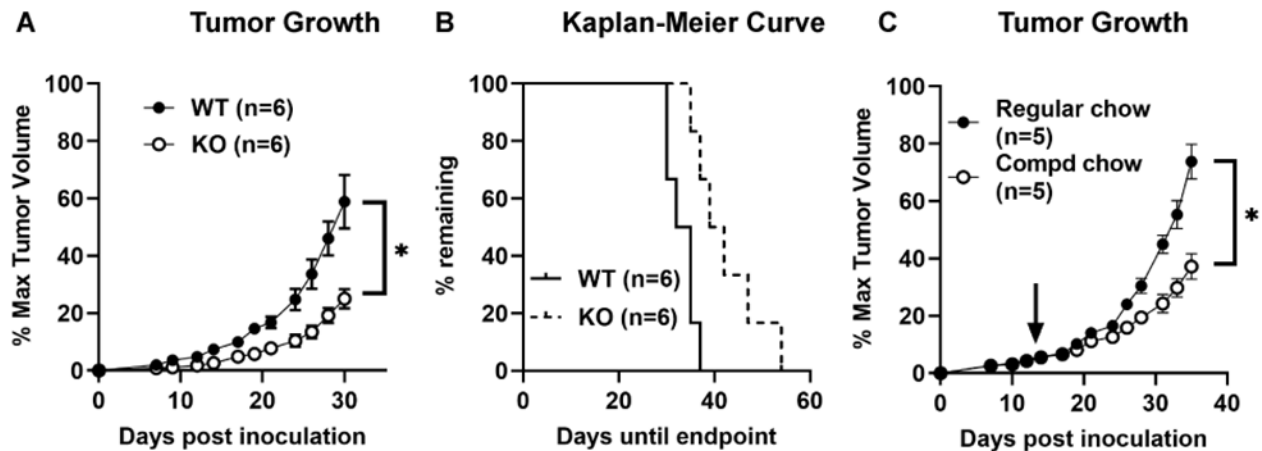 A Tumor Growth
% Max Tumor Volume
100
80
60
40
20
0
WT (n=6)
KO (n=6)
*
0 10 20 30
Days post inoculation
B Kaplan-Meier Curve
% remaining
100
80
60
40
20
0
WT (n=6)
KO (n=6)
0 20 40 60
Days until endpoint
C Tumor Growth
% Max Tumor Volume
100
80
60
40
20
0
Regular chow
(n=5)
Compd chow
(n=5)
*
0 10 20 30 40
Days post inoculation